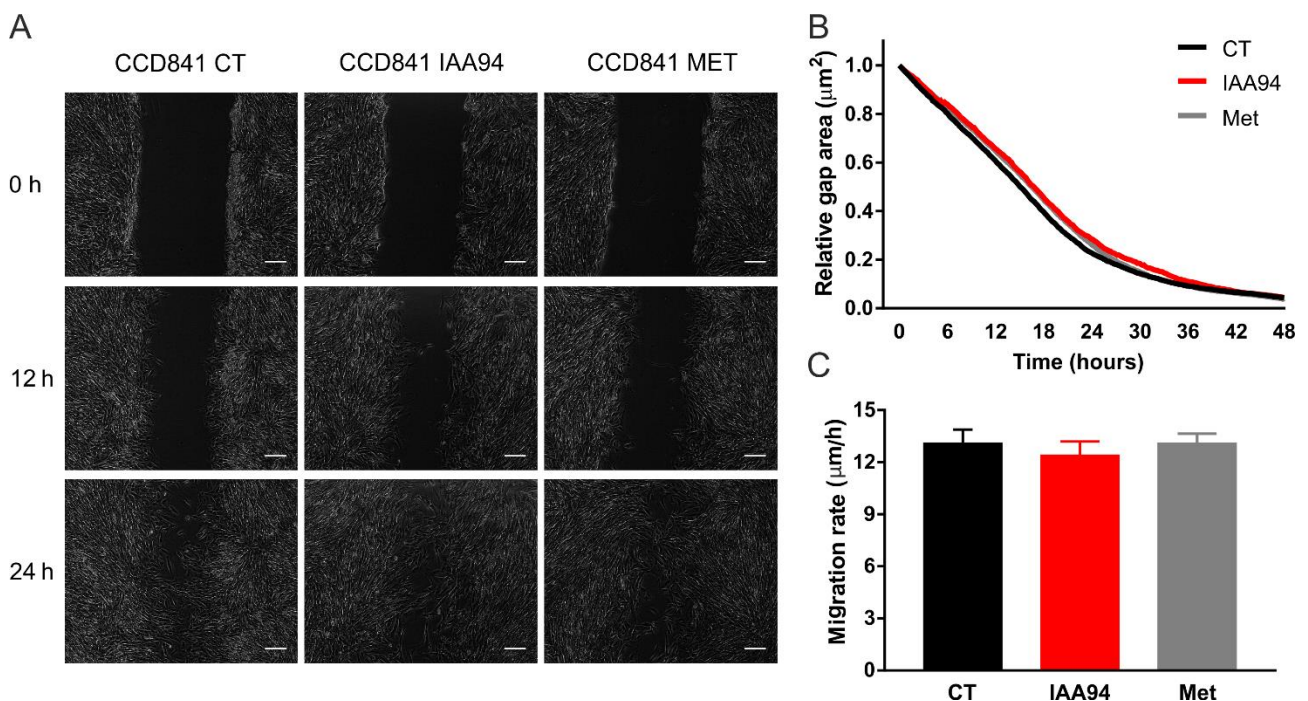 A
CCD841 CT CCD841 IAA94 CCD841 MET
0 h
12 h
24 h
B
CT
IAA94
Met
Relative gap area (μm²)
1.0
0.8
0.6
0.4
0.2
0.0
0 6 12 18 24 30 36 42 48
Time (hours)
C
Migration rate (μm/h)
15
12
9
6
3
0
CT IAA94 Met